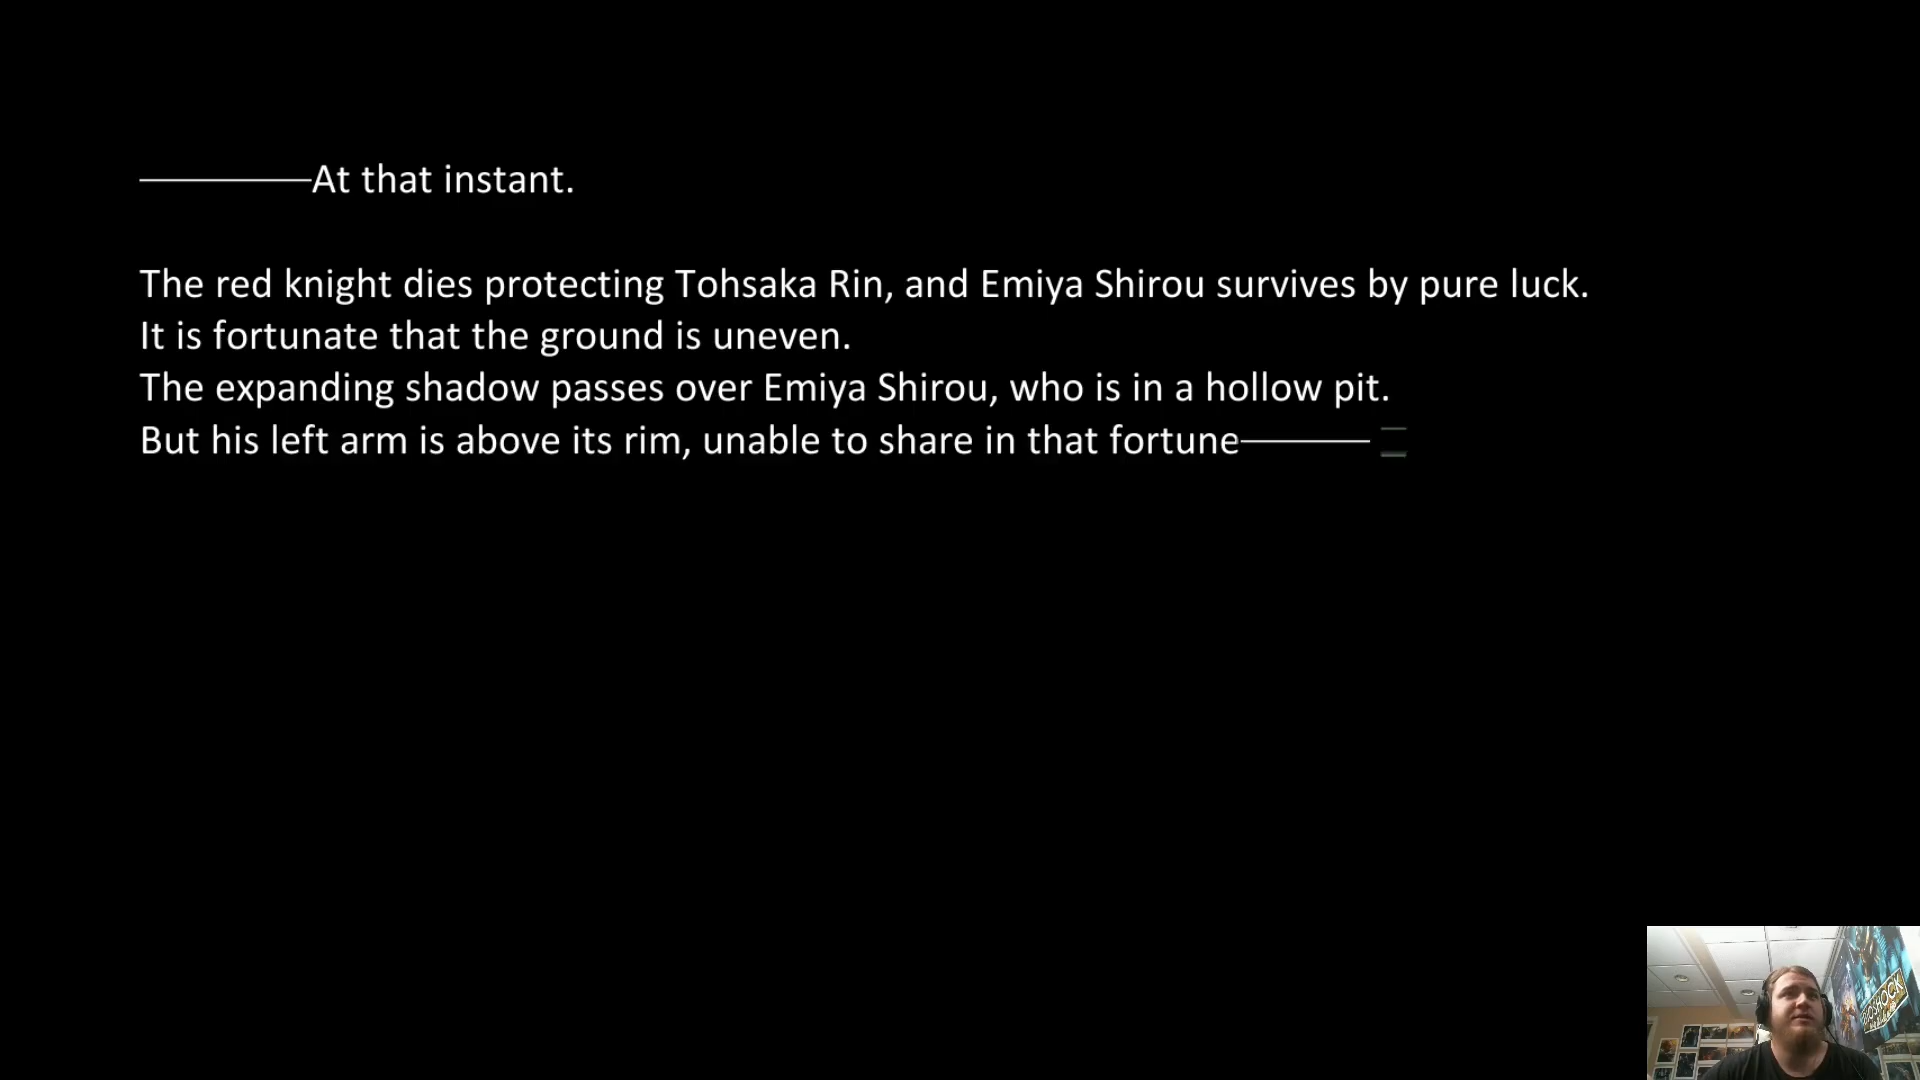 ————At that instant.
The red knight dies protecting Tohsaka Rin, and Emiya Shirou survives by pure luck.
It is fortunate that the ground is uneven.
The expanding shadow passes over Emiya Shirou, who is in a hollow pit.
But his left arm is above its rim, unable to share in that fortune———
BIOSHOCK